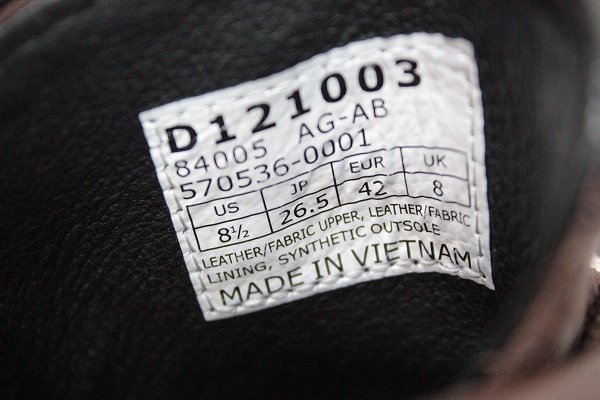 D121003
84005 AG-AB
570536-0001
US JP EUR UK
8½ 26.5 42 8
LEATHER/FABRIC UPPER, LEATHER/FABRIC
LINING, SYNTHETIC OUTSOLE
MADE IN VIETNAM